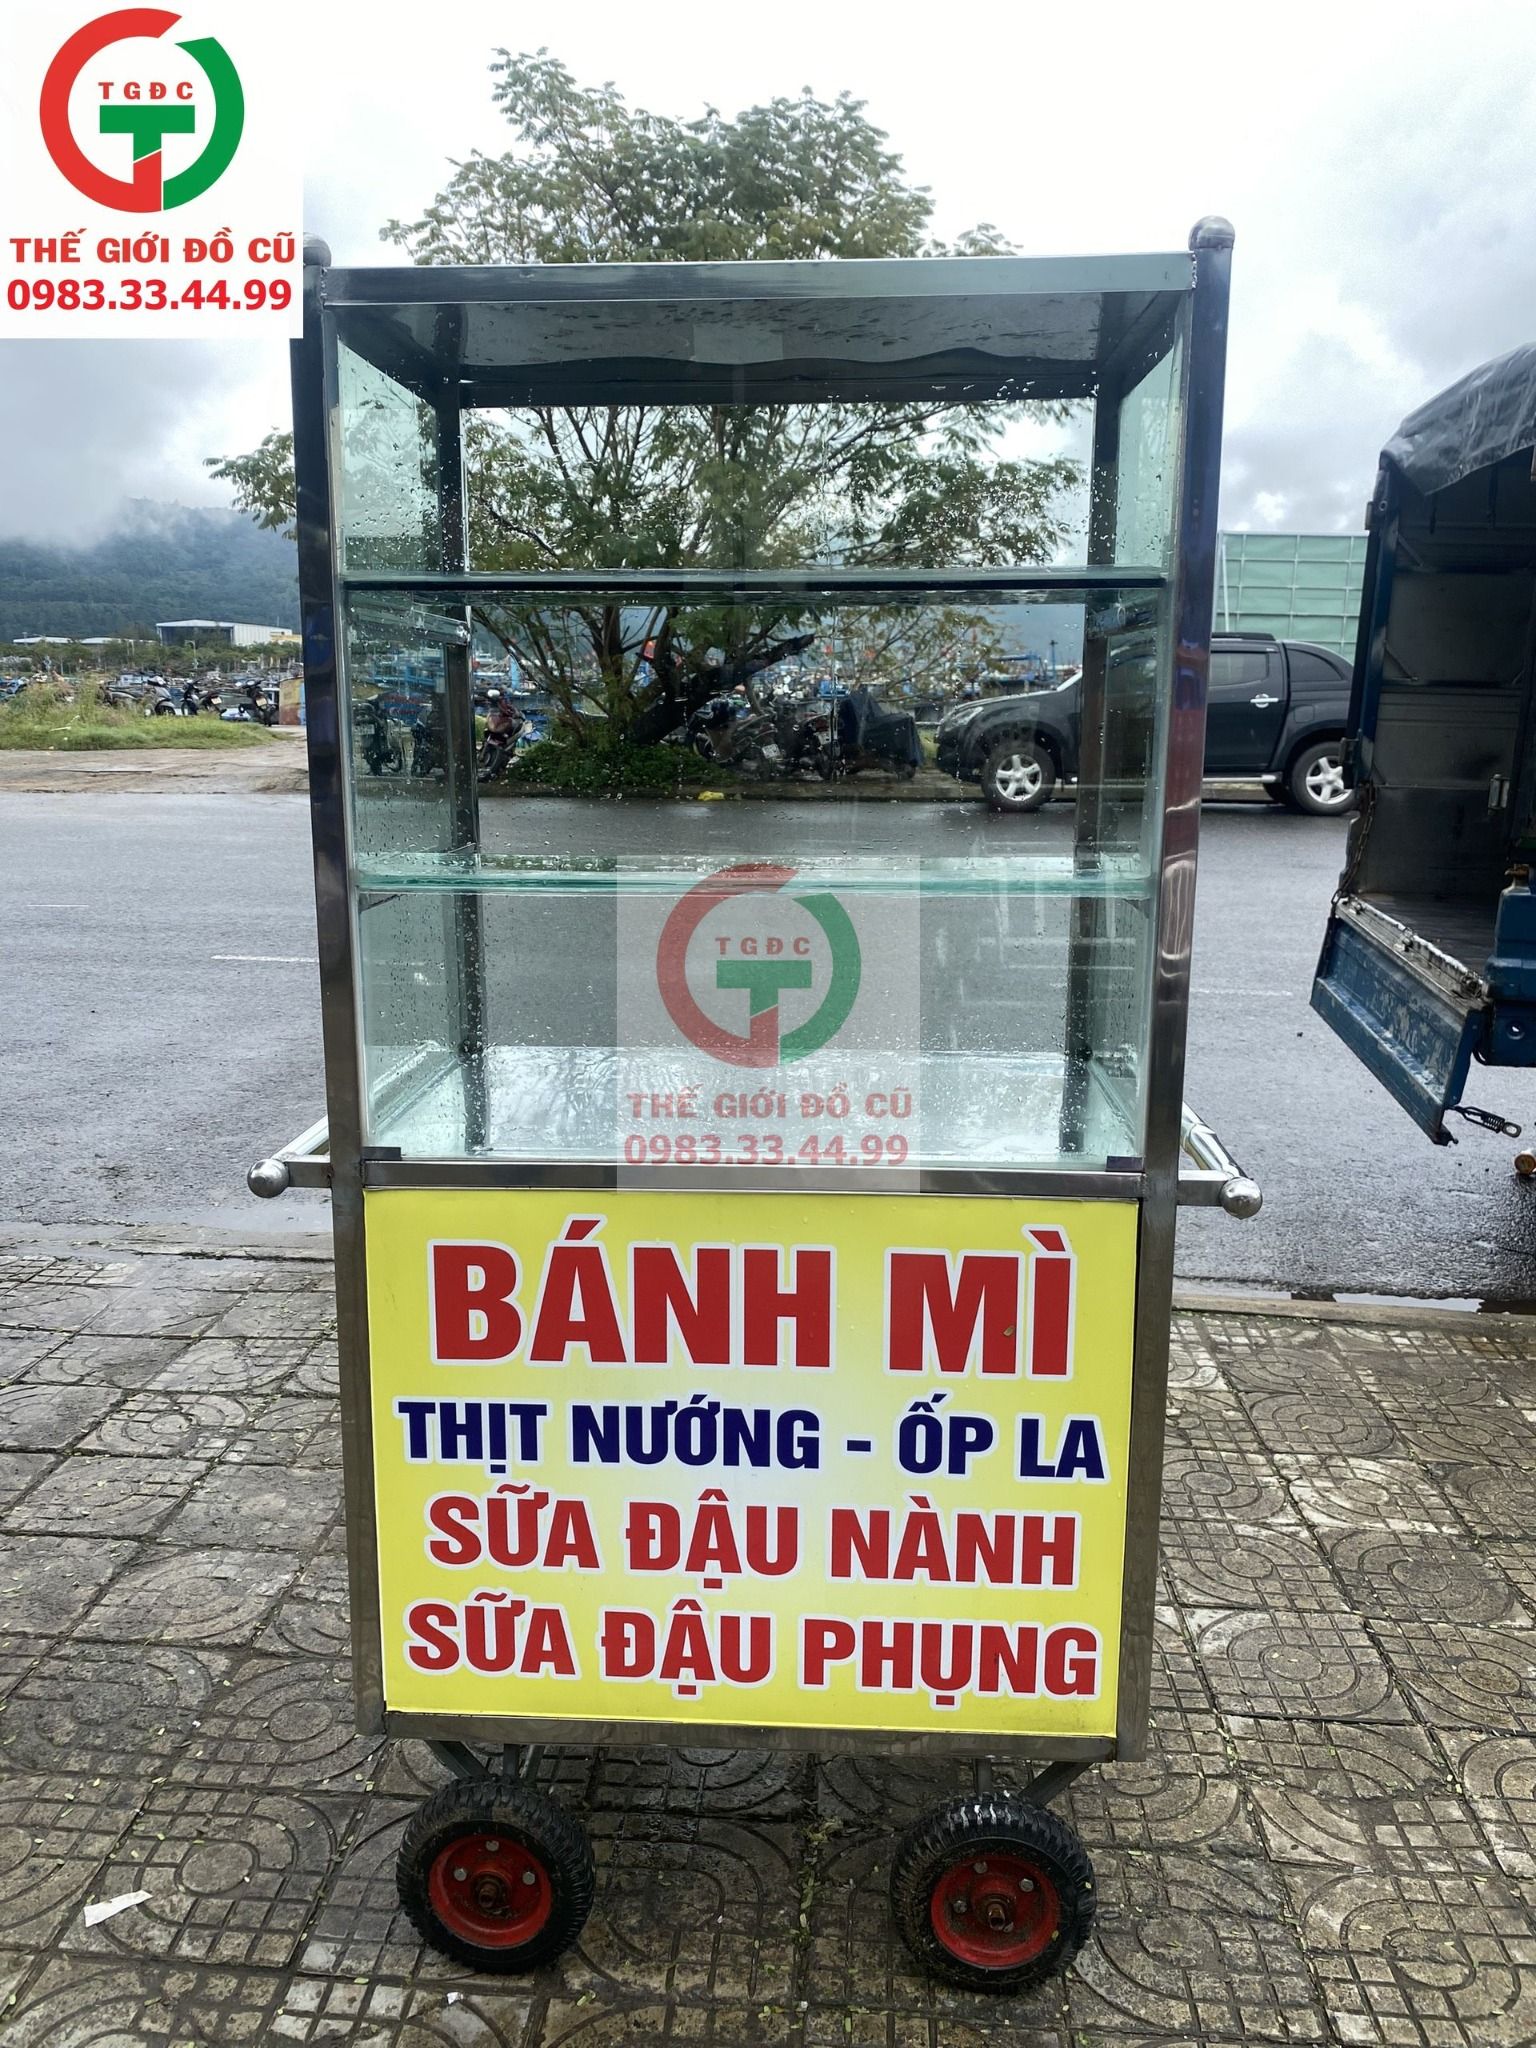 TGĐC
THẾ GIỚI ĐỒ CŨ
0983.33.44.99
TGĐC
THẾ GIỚI ĐỒ CŨ
0983.33.44.99
BÁNH MÌ
THỊT NƯỚNG - ỐP LA
SỮA ĐẬU NÀNH
SỮA ĐẬU PHỤNG